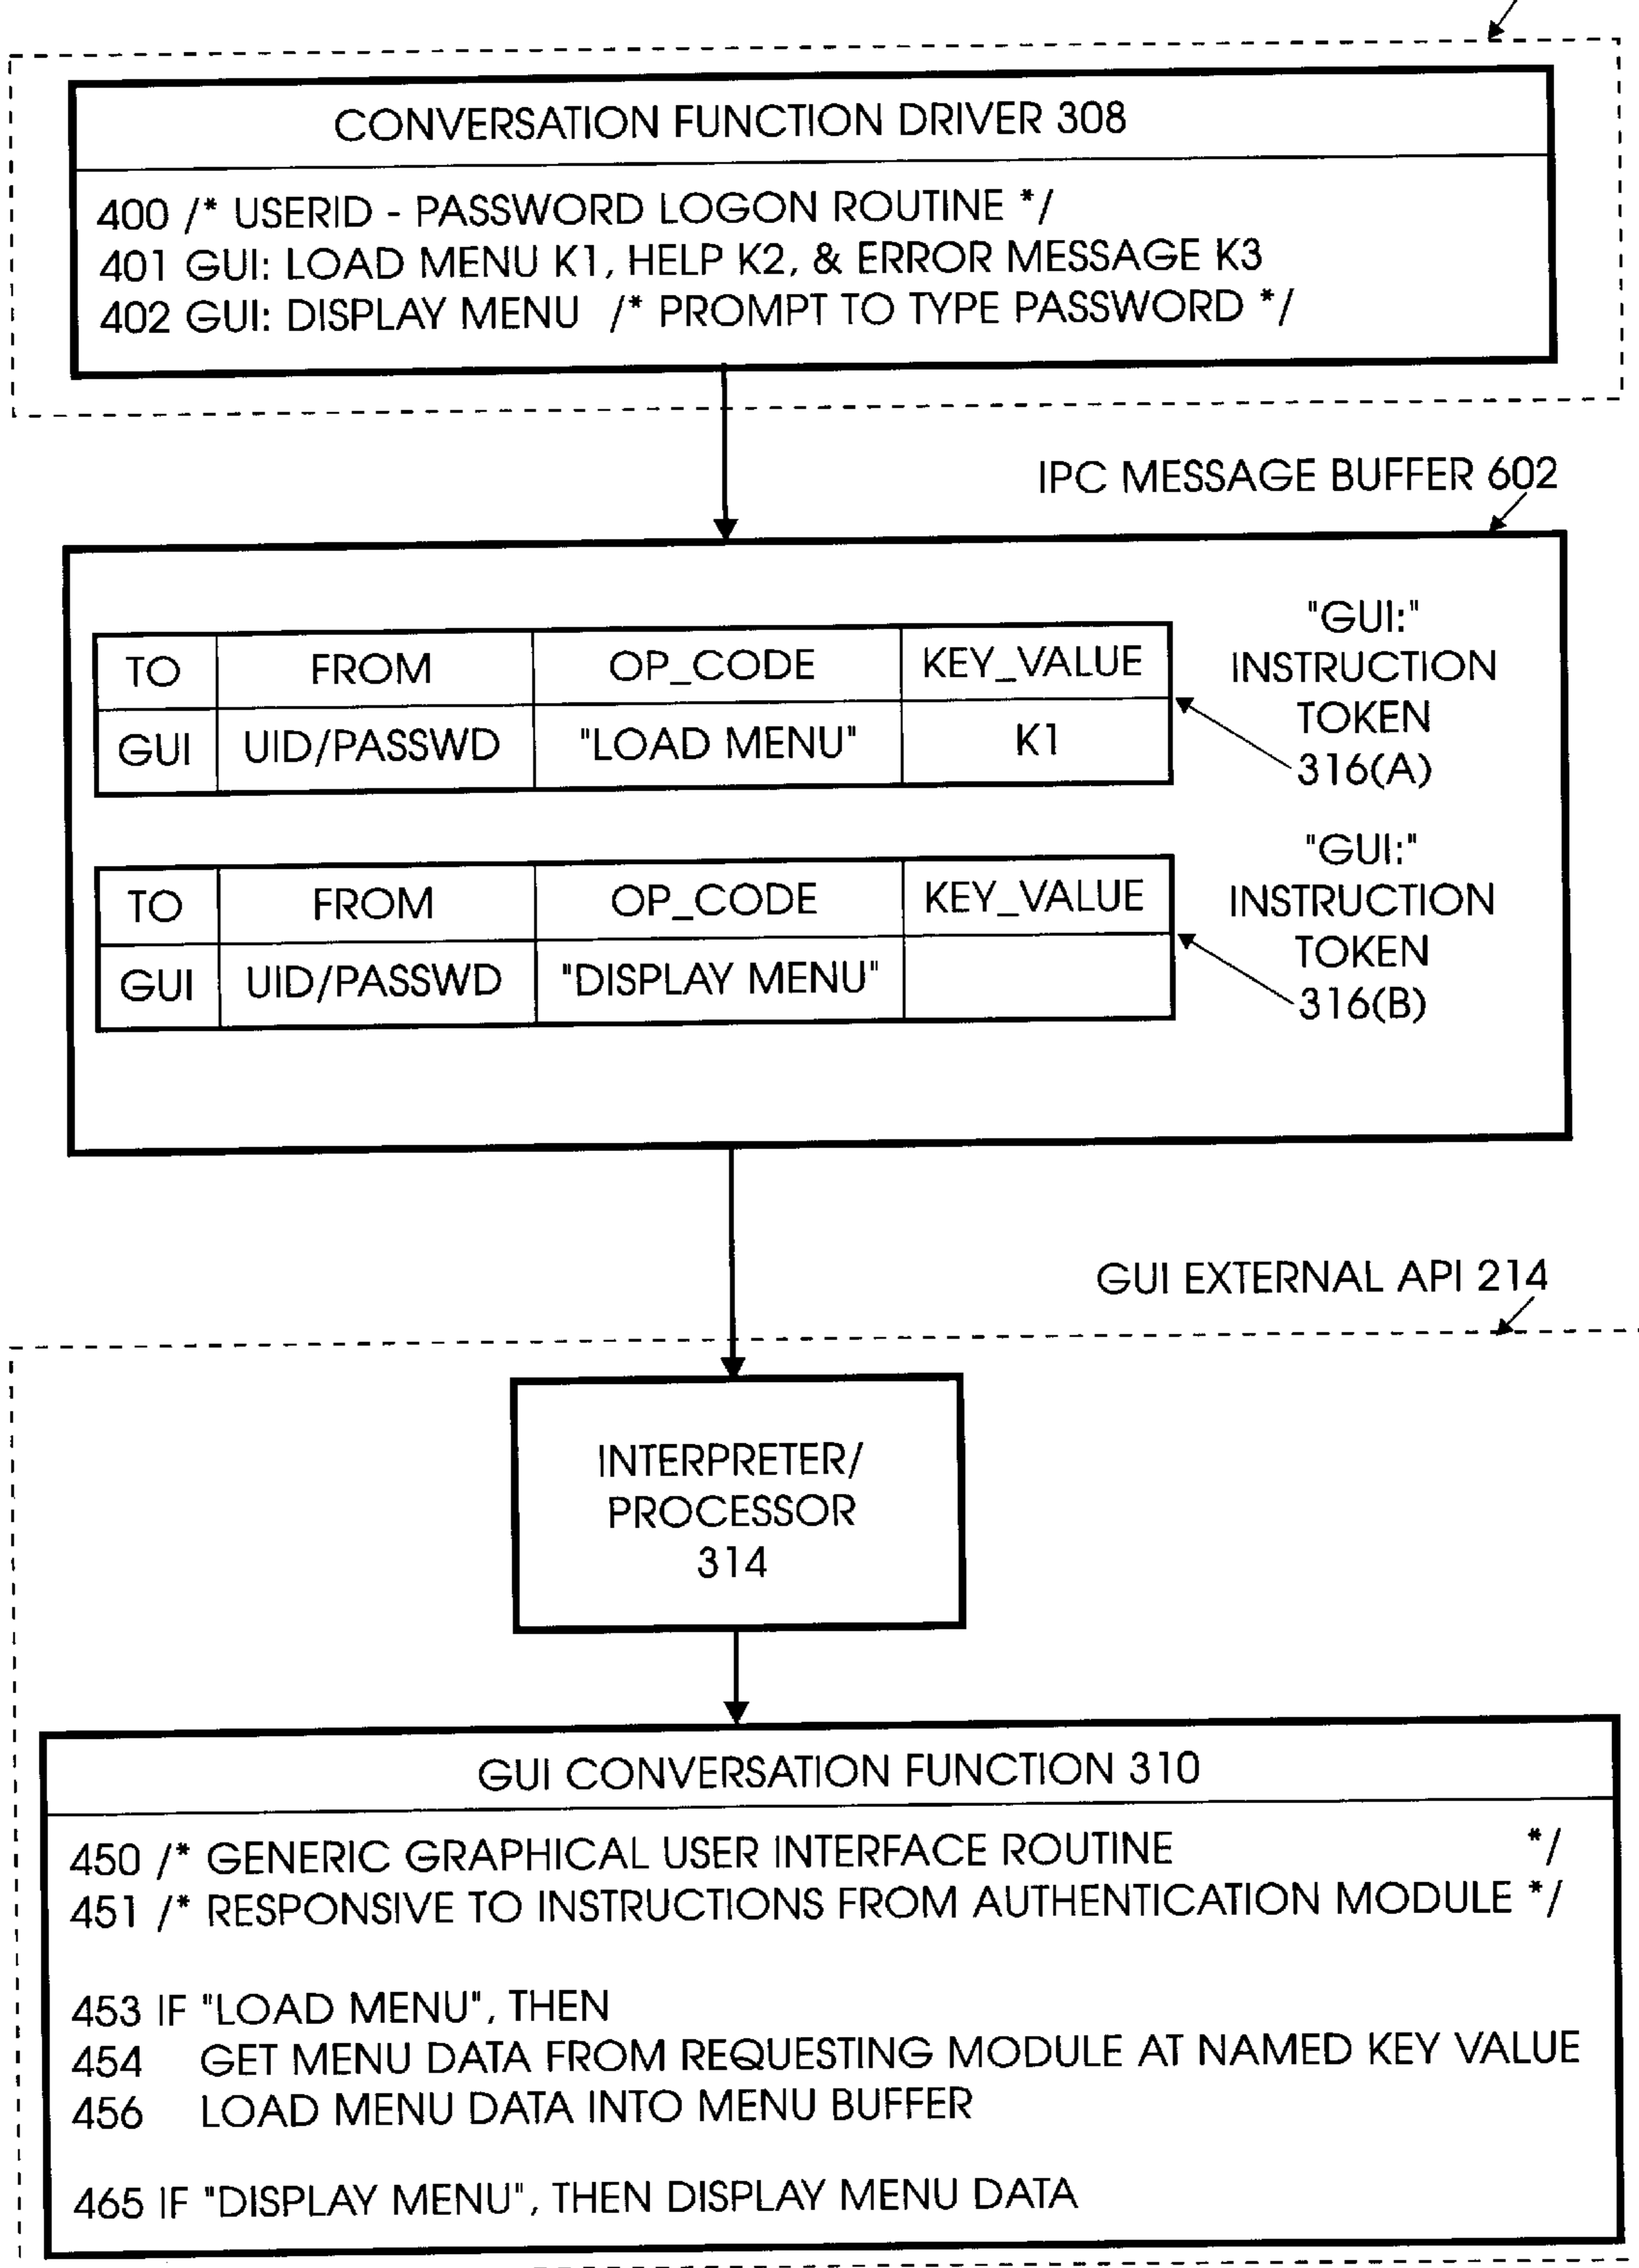 CONVERSATION FUNCTION DRIVER 308
400 /* USERID - PASSWORD LOGON ROUTINE */
401 GUI: LOAD MENU K1, HELP K2, & ERROR MESSAGE K3
402 GUI: DISPLAY MENU /* PROMPT TO TYPE PASSWORD */
IPC MESSAGE BUFFER 602
TO FROM OP_CODE KEY_VALUE
GUI UID/PASSWD "LOAD MENU" K1
"GUI:"
INSTRUCTION
TOKEN
316(A)
TO FROM OP_CODE KEY_VALUE
GUI UID/PASSWD "DISPLAY MENU"
"GUI:"
INSTRUCTION
TOKEN
316(B)
GUI EXTERNAL API 214
INTERPRETER/
PROCESSOR
314
GUI CONVERSATION FUNCTION 310
450 /* GENERIC GRAPHICAL USER INTERFACE ROUTINE */
451 /* RESPONSIVE TO INSTRUCTIONS FROM AUTHENTICATION MODULE */
453 IF "LOAD MENU", THEN
454 GET MENU DATA FROM REQUESTING MODULE AT NAMED KEY VALUE
456 LOAD MENU DATA INTO MENU BUFFER
465 IF "DISPLAY MENU", THEN DISPLAY MENU DATA